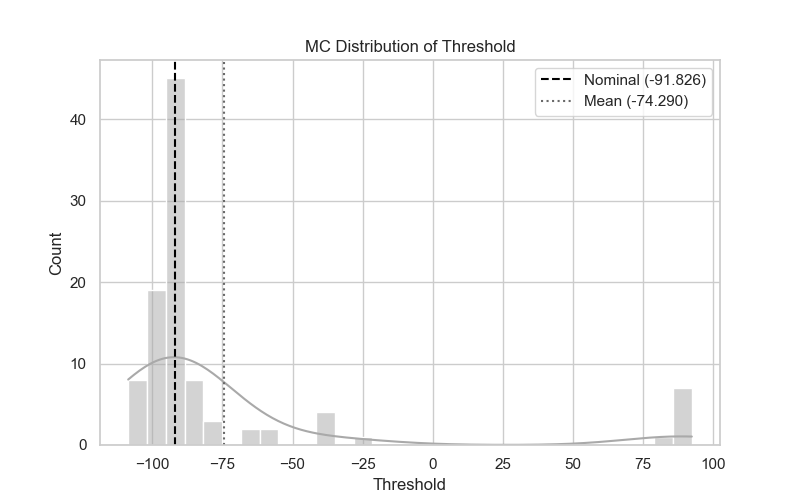 MC Distribution of Threshold
Nominal (-91.826)
Mean (-74.290)
Count
40
30
20
10
0
−100
−75
−50
−25
0
25
50
75
100
Threshold